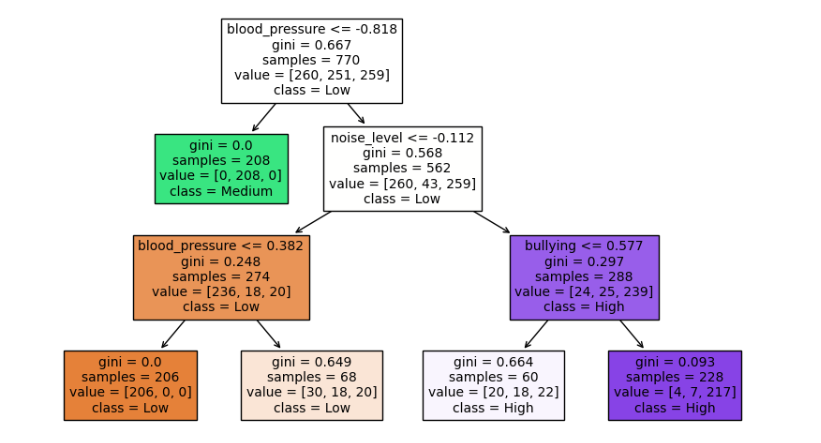 blood_pressure <= -0.818
gini = 0.667
samples = 770
value = [260, 251, 259]
class = Low
gini = 0.0
samples = 208
value = [0, 208, 0]
class = Medium
noise_level <= -0.112
gini = 0.568
samples = 562
value = [260, 43, 259]
class = Low
blood_pressure <= 0.382
gini = 0.248
samples = 274
value = [236, 18, 20]
class = Low
bullying <= 0.577
gini = 0.297
samples = 288
value = [24, 25, 239]
class = High
gini = 0.0
samples = 206
value = [206, 0, 0]
class = Low
gini = 0.649
samples = 68
value = [30, 18, 20]
class = Low
gini = 0.664
samples = 60
value = [20, 18, 22]
class = High
gini = 0.093
samples = 228
value = [4, 7, 217]
class = High